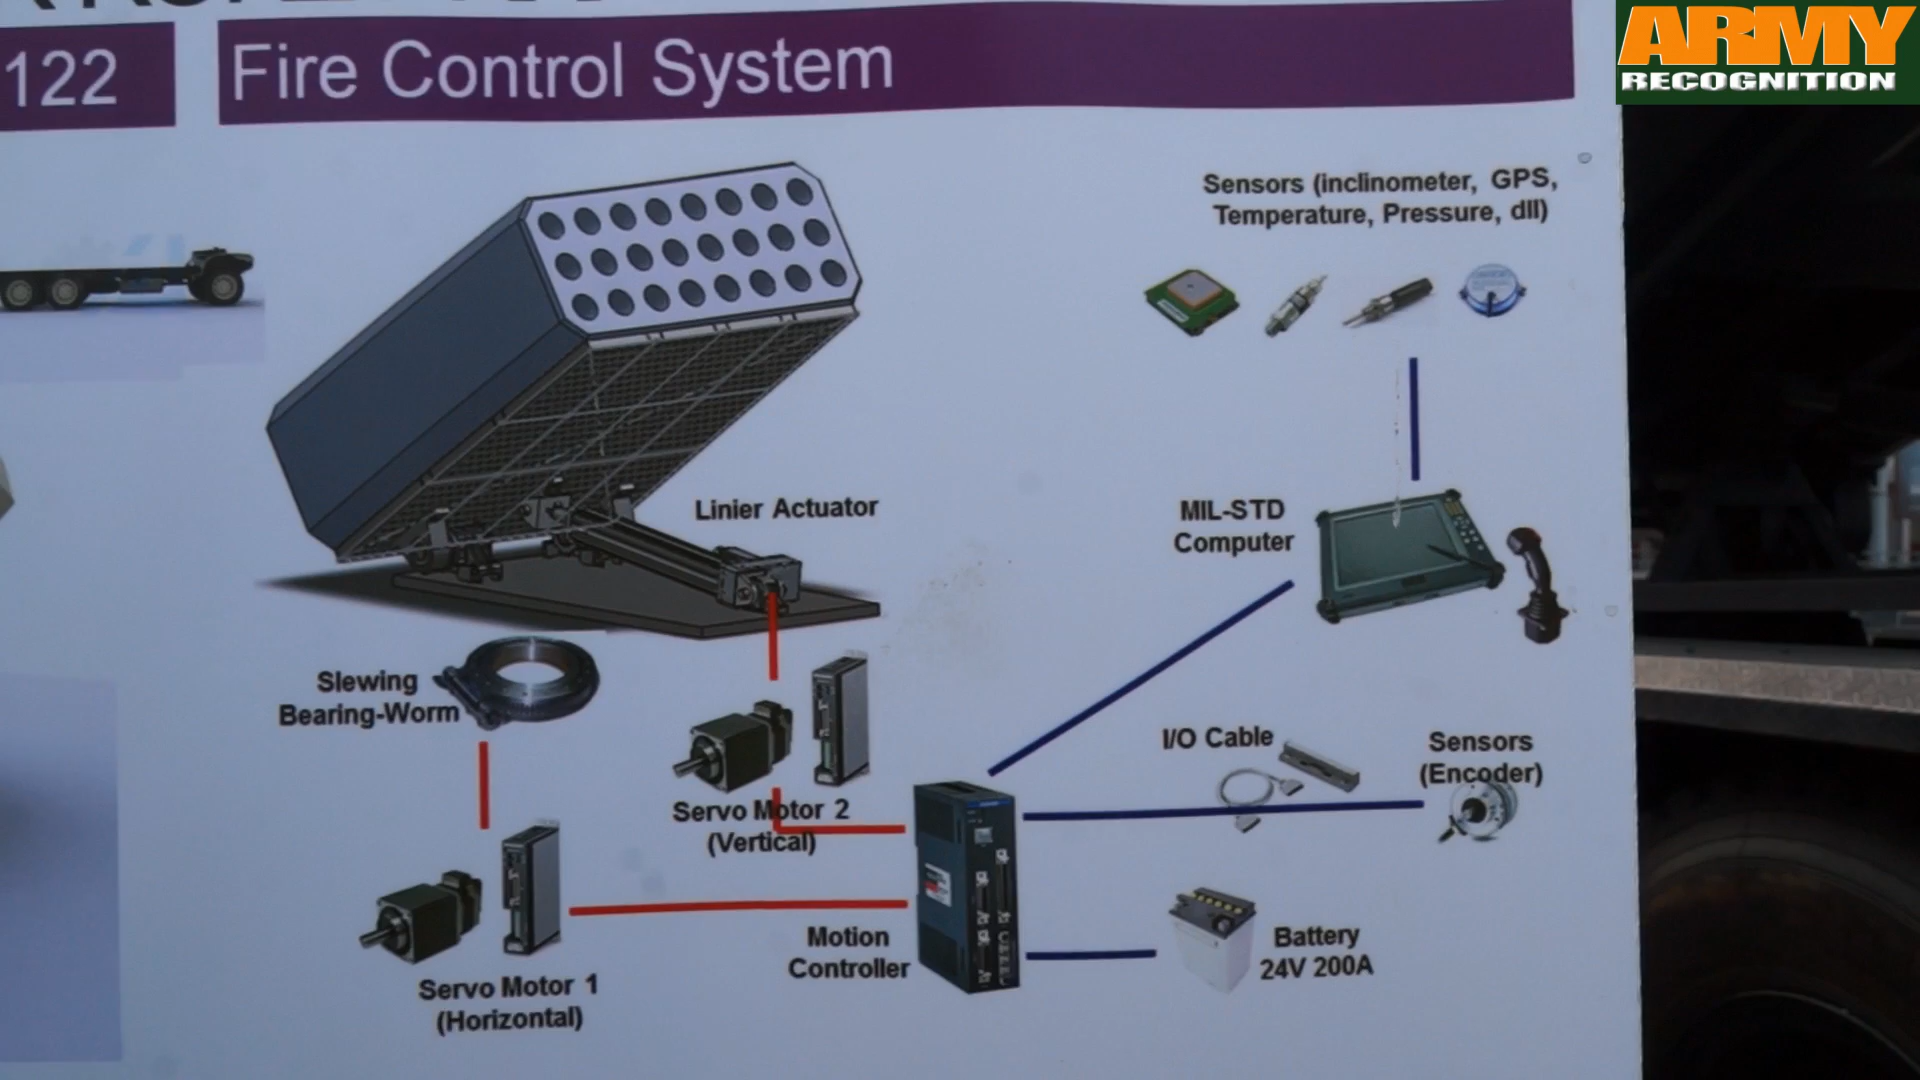 122
Fire Control System
ARMY
RECOGNITION
Sensors (inclinometer, GPS,
Temperature, Pressure, dll)
Linier Actuator
MIL-STD
Computer
Slewing
Bearing-Worm
I/O Cable
Sensors
(Encoder)
Servo Motor 2
(Vertical)
Motion
Controller
Battery
24V 200A
Servo Motor 1
(Horizontal)